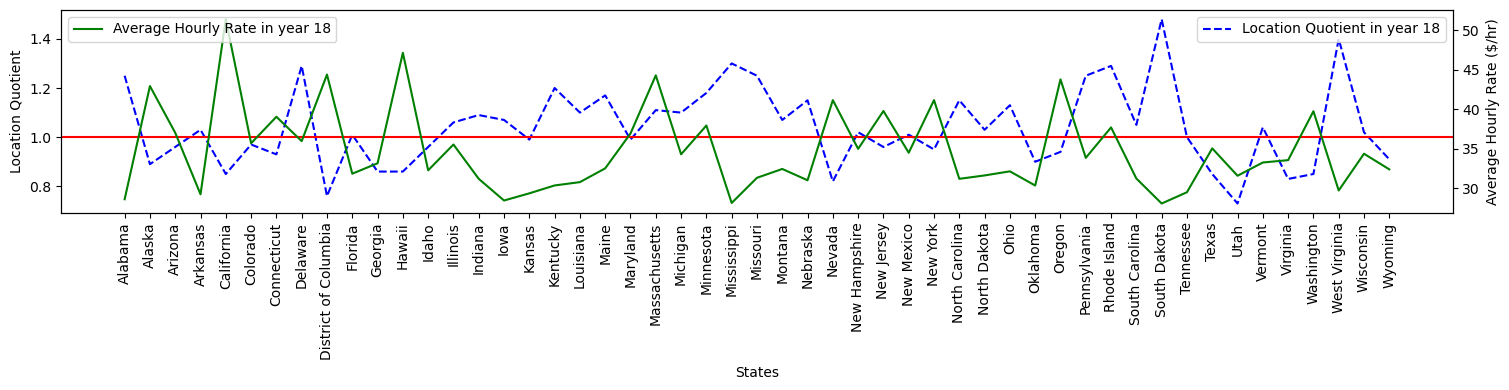 Average Hourly Rate in year 18
Location Quotient in year 18
Location Quotient
1.4
1.2
1.0
0.8
Average Hourly Rate ($/hr)
50
45
40
35
30
Alabama
Alaska
Arizona
Arkansas
California
Colorado
Connecticut
Delaware
District of Columbia
Florida
Georgia
Hawaii
Idaho
Illinois
Indiana
Iowa
Kansas
Kentucky
Louisiana
Maine
Maryland
Massachusetts
Michigan
Minnesota
Mississippi
Missouri
Montana
Nebraska
Nevada
New Hampshire
New Jersey
New Mexico
New York
North Carolina
North Dakota
Ohio
Oklahoma
Oregon
Pennsylvania
Rhode Island
South Carolina
South Dakota
Tennessee
Texas
Utah
Vermont
Virginia
Washington
West Virginia
Wisconsin
Wyoming
States